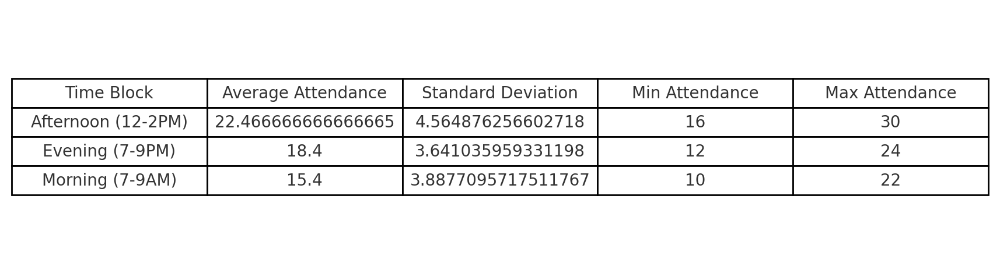 Time Block Average Attendance Standard Deviation Min Attendance Max Attendance
Afternoon (12-2PM) 22.466666666666665 4.564876256602718 16 30
Evening (7-9PM) 18.4 3.641035959331198 12 24
Morning (7-9AM) 15.4 3.8877095717511767 10 22